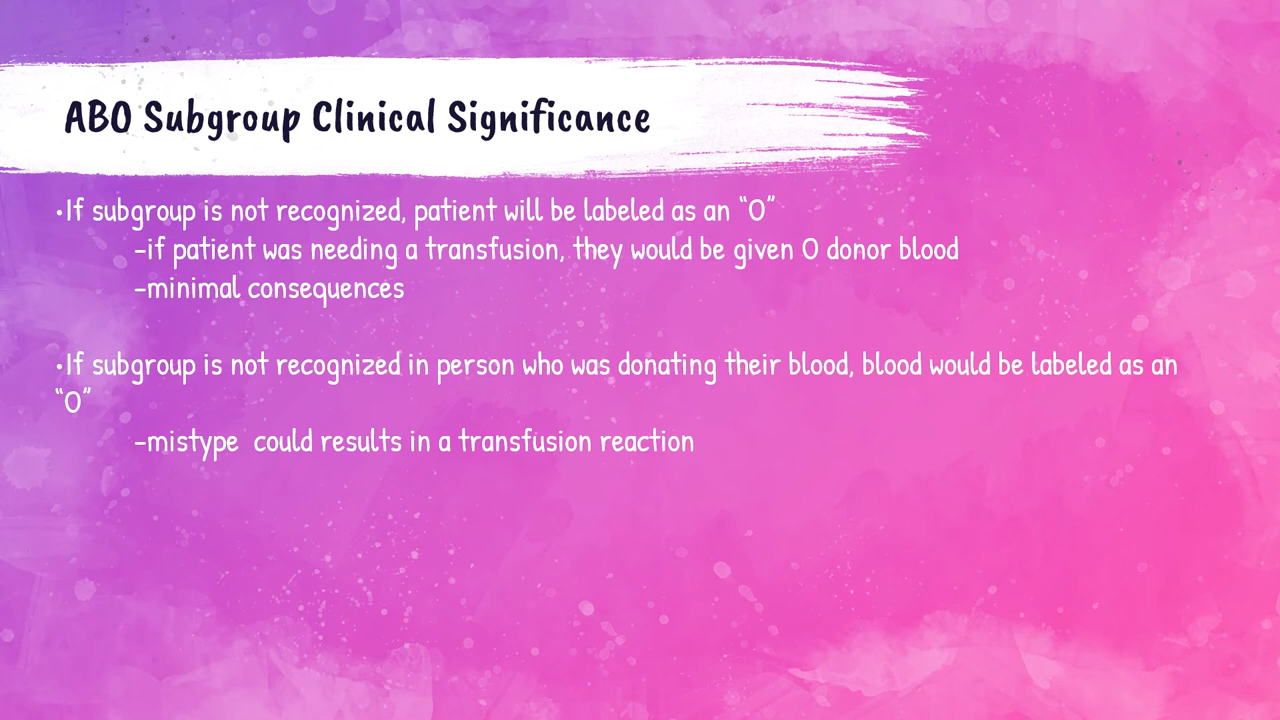 ABO Subgroup Clinical Significance
•If subgroup is not recognized, patient will be labeled as an “O”
–if patient was needing a transfusion, they would be given O donor blood
–minimal consequences
•If subgroup is not recognized in person who was donating their blood, blood would be labeled as an
“O”
–mistype  could results in a transfusion reaction